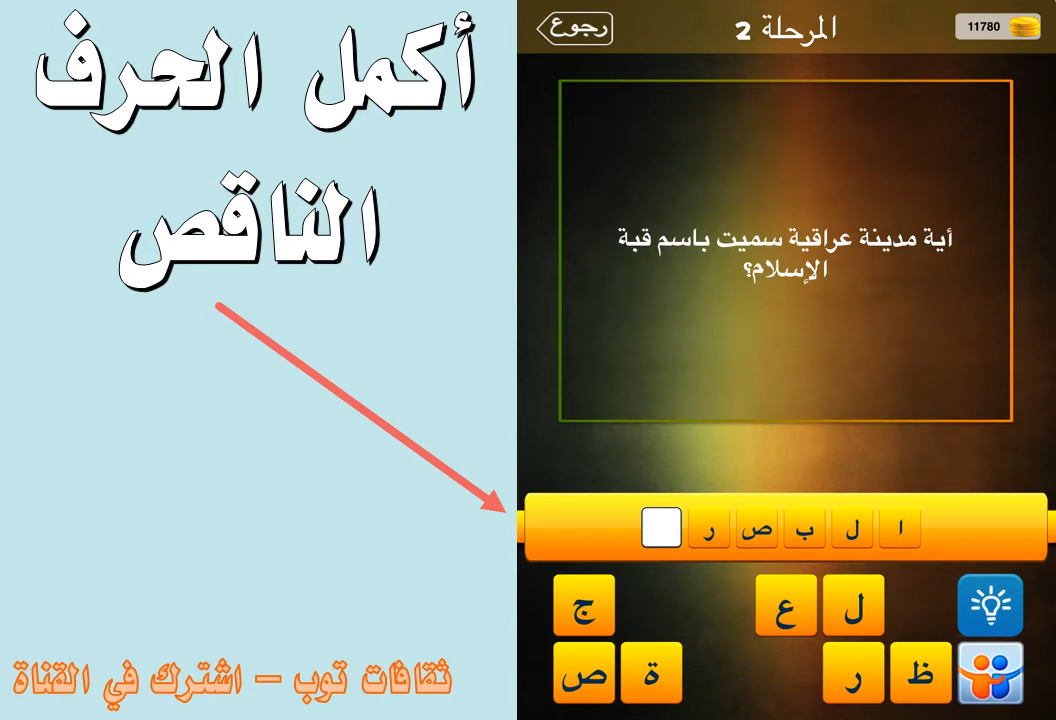 أكمل الحرف
الناقص
ثقافات توب – اشترك في القناة
رجوع
المرحلة 2
11780
أية مدينة عراقية سميت باسم قبة
الإسلام؟
ا ل ب ص ر
ل ع ج
ظ ر ة ص